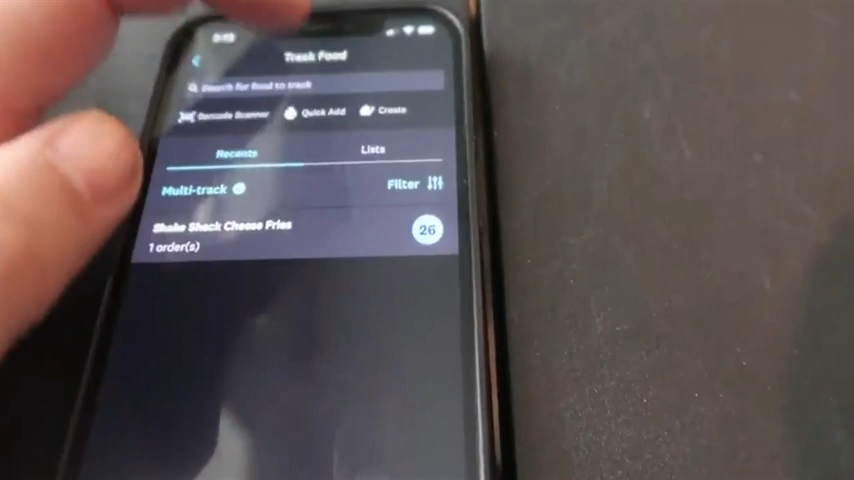 Track Food
Search for food to track
Barcode Scanner
Quick Add
Create
Recents
Lists
Multi-track
Filter
Shake Shack Cheese Fries
26
1 order(s)